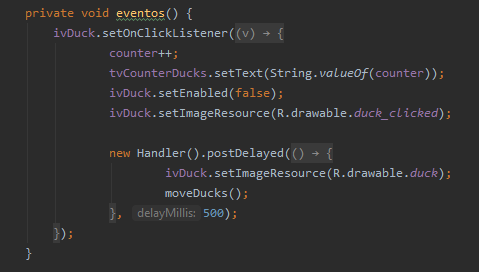 private void eventos() {
ivDuck.setOnClickListener((v) → {
counter++;
tvCounterDucks.setText(String.valueOf(counter));
ivDuck.setEnabled(false);
ivDuck.setImageResource(R.drawable.duck_clicked);
new Handler().postDelayed(() → {
ivDuck.setImageResource(R.drawable.duck);
moveDucks();
}, delayMillis: 500);
});
}